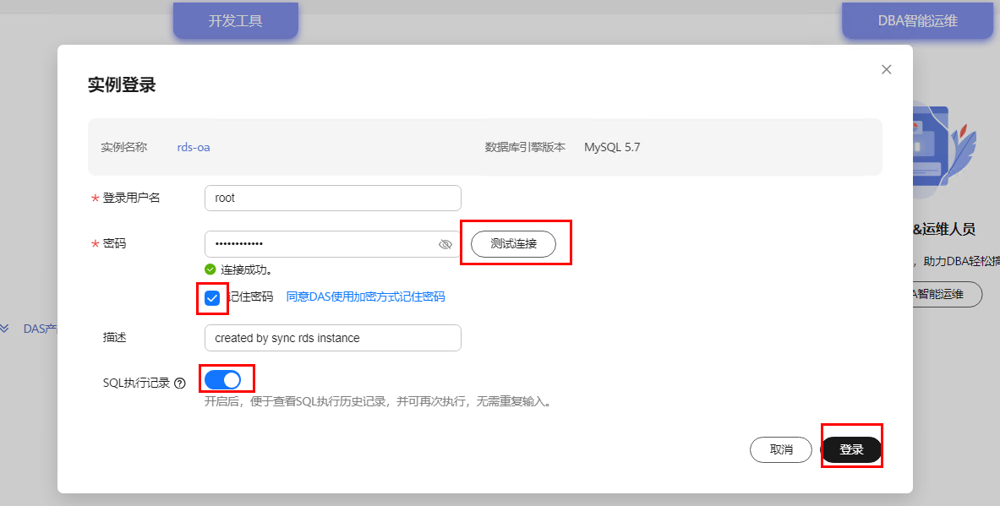 开发工具
DBA智能运维
实例登录
实例名称 rds-oa 数据库引擎版本 MySQL 5.7
* 登录用户名 root
&运维人员
* 密码 •••••••••••• 测试连接
，助力DBA轻松搞
连接成功。
记住密码 同意DAS使用加密方式记住密码
A智能运维
DAS产
描述 created by sync rds instance
SQL执行记录
开启后，便于查看SQL执行历史记录，并可再次执行，无需重复输入。
取消 登录